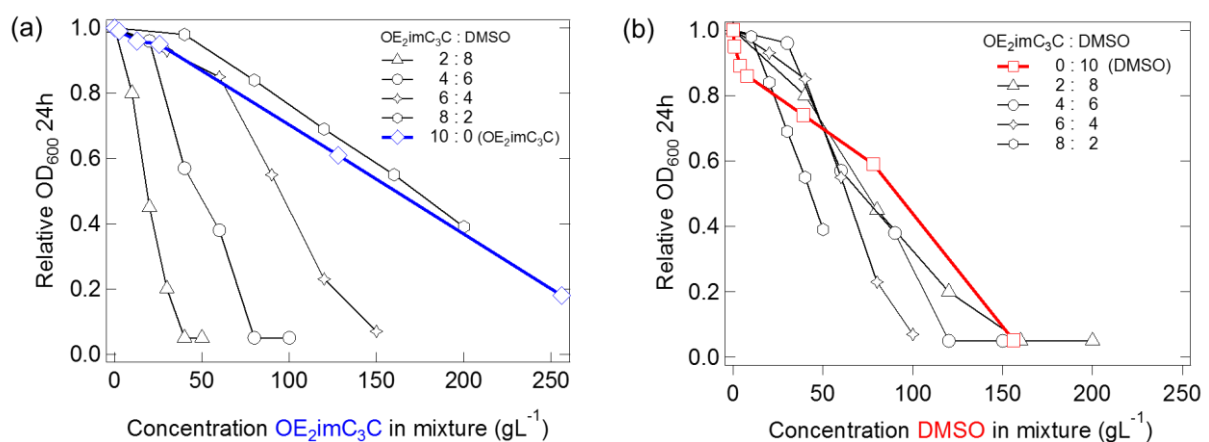 (a)
Relative OD₆₀₀ 24h
1.0
0.8
0.6
0.4
0.2
0.0
OE₂imC₃C : DMSO
2 : 8
4 : 6
6 : 4
8 : 2
10 : 0 (OE₂imC₃C)
0 50 100 150 200 250
Concentration OE₂imC₃C in mixture (gL⁻¹)
(b)
Relative OD₆₀₀ 24h
1.0
0.8
0.6
0.4
0.2
0.0
OE₂imC₃C : DMSO
0 : 10 (DMSO)
2 : 8
4 : 6
6 : 4
8 : 2
0 50 100 150 200 250
Concentration DMSO in mixture (gL⁻¹)